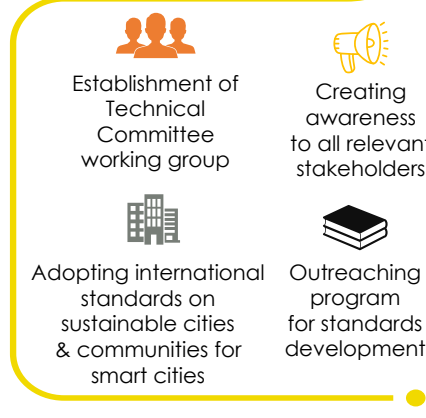 Establishment of
Technical
Committee
working group
Creating
awareness
to all relevant
stakeholders
Adopting international
standards on
sustainable cities
& communities for
smart cities
Outreaching
program
for standards
development